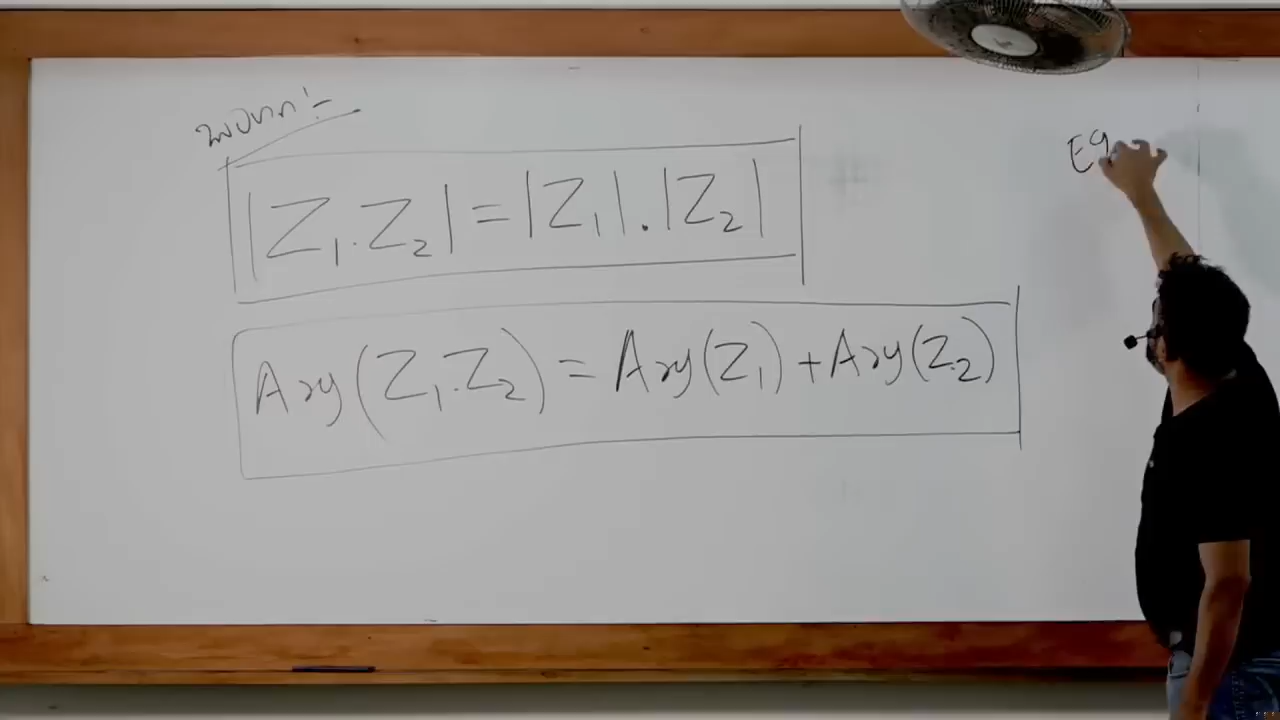 |Z₁.Z₂| = |Z₁|.|Z₂|
Arg(Z₁.Z₂) = Arg(Z₁) + Arg(Z₂)
Eg